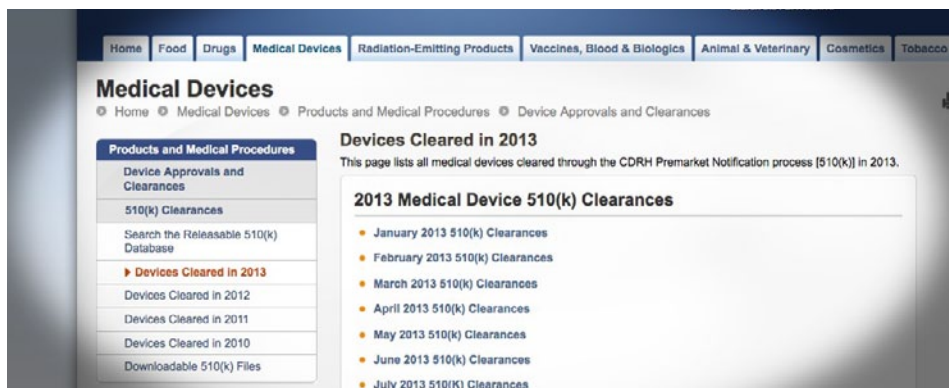 Home Food Drugs Medical Devices Radiation-Emitting Products Vaccines, Blood & Biologics Animal & Veterinary Cosmetics Tobacco
Medical Devices
Home Medical Devices Products and Medical Procedures Device Approvals and Clearances
Products and Medical Procedures
Device Approvals and
Clearances
510(k) Clearances
Search the Releasable 510(k)
Database
Devices Cleared in 2013
Devices Cleared in 2012
Devices Cleared in 2011
Devices Cleared in 2010
Downloadable 510(k) Files
Devices Cleared in 2013
This page lists all medical devices cleared through the CDRH Premarket Notification process [510(k)] in 2013.
2013 Medical Device 510(k) Clearances
January 2013 510(k) Clearances
February 2013 510(k) Clearances
March 2013 510(k) Clearances
April 2013 510(k) Clearances
May 2013 510(k) Clearances
June 2013 510(k) Clearances
July 2013 510(K) Clearances